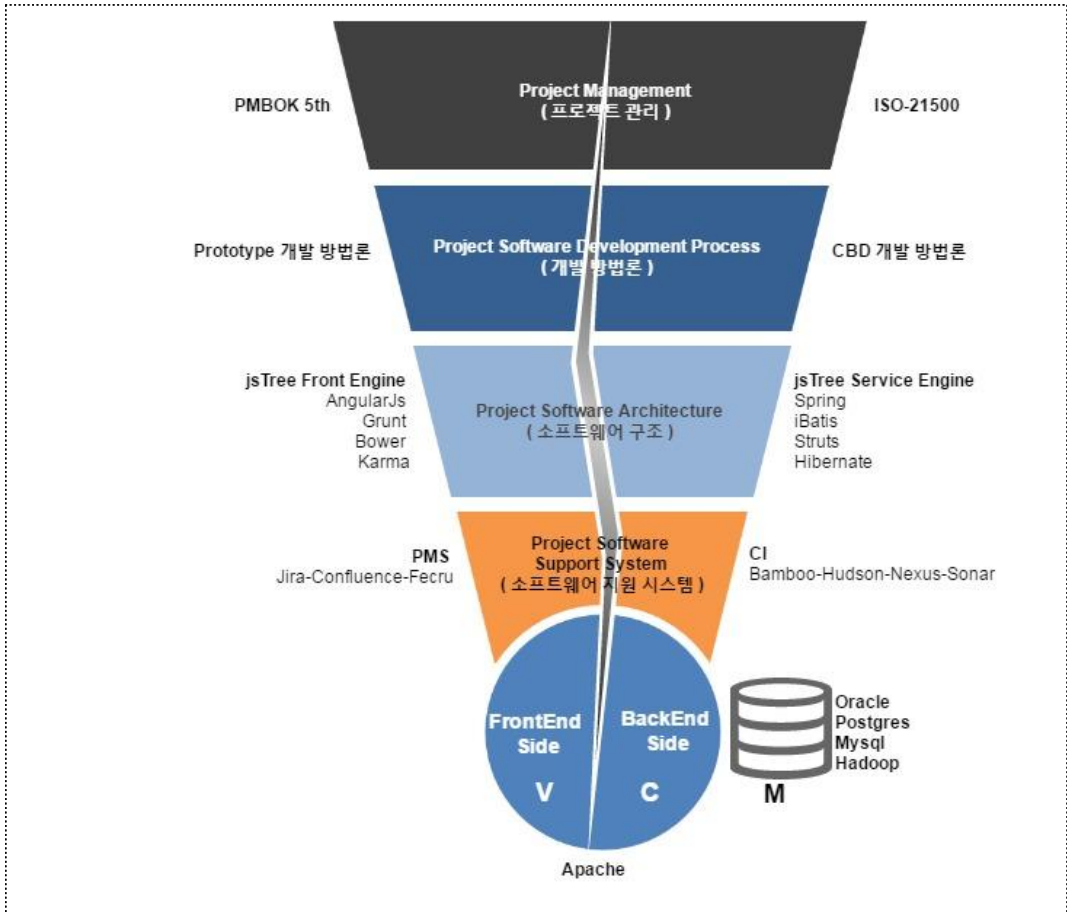 Project Management
( 프로젝트 관리 )
PMBOK 5th
ISO-21500
Project Software Development Process
( 개발 방법론 )
Prototype 개발 방법론
CBD 개발 방법론
jsTree Front Engine
AngularJs
Grunt
Bower
Karma
Project Software Architecture
( 소프트웨어 구조 )
jsTree Service Engine
Spring
iBatis
Struts
Hibernate
PMS
Jira-Confluence-Fecru
Project Software
Support System
( 소프트웨어 지원 시스템 )
CI
Bamboo-Hudson-Nexus-Sonar
FrontEnd
Side
V
BackEnd
Side
C
Oracle
Postgres
Mysql
Hadoop
M
Apache